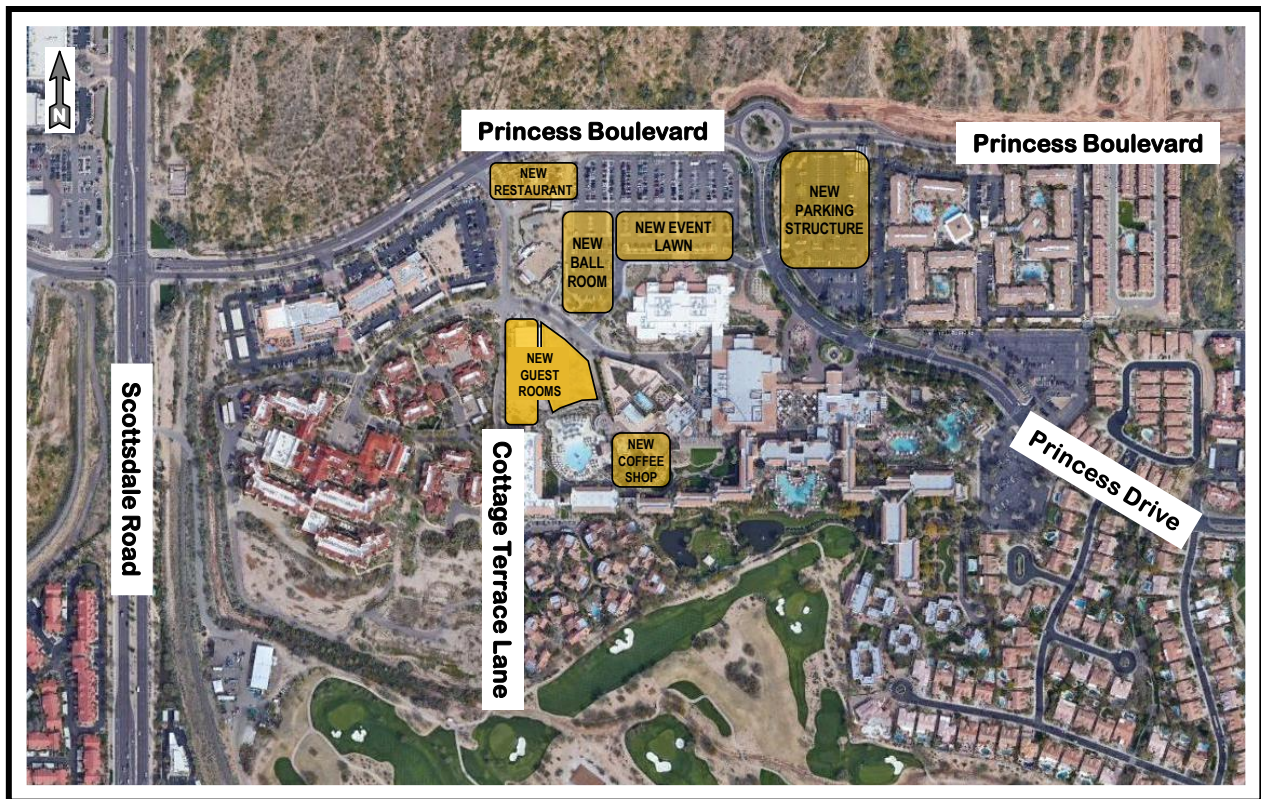 N
Princess Boulevard
Princess Boulevard
NEW
RESTAURANT
NEW
PARKING
STRUCTURE
NEW EVENT
LAWN
NEW
BALL
ROOM
NEW
GUEST
ROOMS
NEW
COFFEE
SHOP
Scottsdale Road
Cottage Terrace Lane
Princess Drive